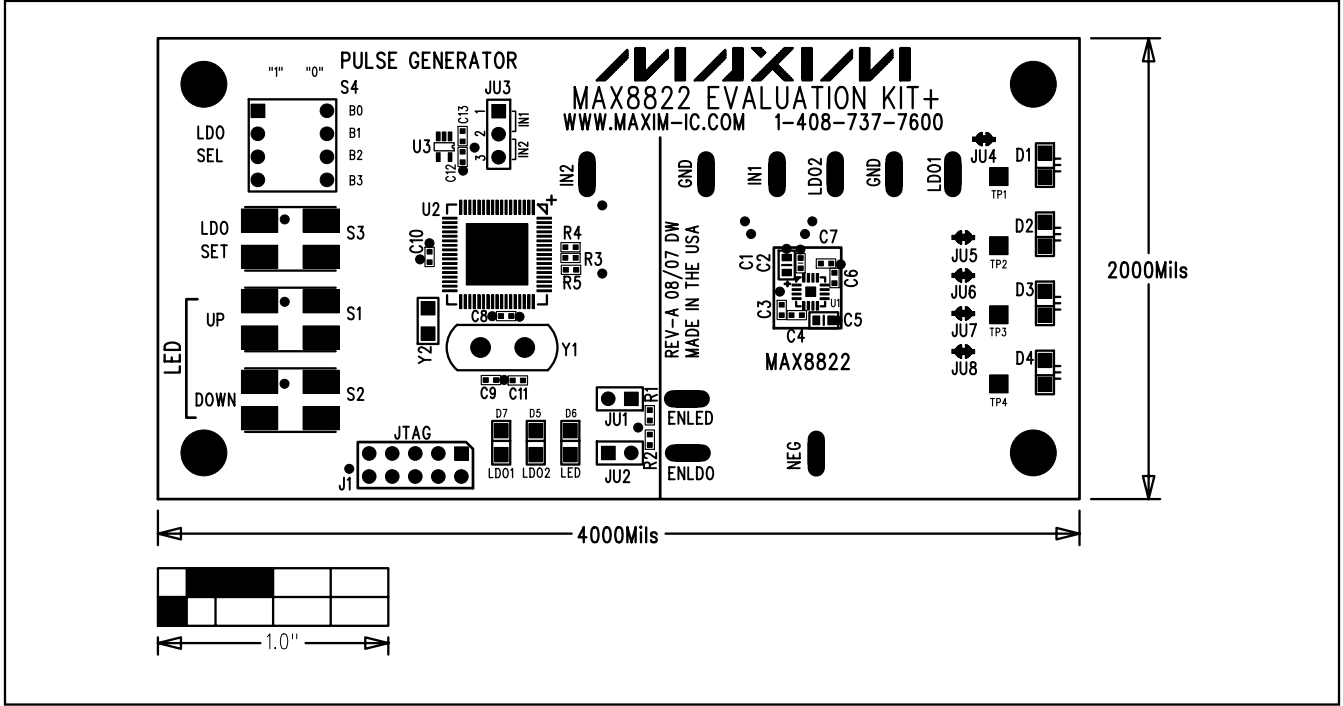 PULSE GENERATOR
MAXIM
MAX8822 EVALUATION KIT+
WWW.MAXIM-IC.COM 1-408-737-7600
"1" "0"
S4
B0
B1
B2
B3
LDO
SEL
JU3
1
2
3
IN1
IN2
U3
C13
C12
IN2
GND
IN1
LDO2
GND
LDO1
JU4
D1
TP1
LDO
SET
S3
U2
+
C10
R4
R3
R5
REV-A 08/07 DW
MADE IN THE USA
C1
C2
C7
C6
+
U1
C3
C4
C5
MAX8822
JU5
D2
TP2
JU6
D3
JU7
TP3
JU8
D4
TP4
LED
UP
S1
DOWN
S2
C8
Y2
Y1
C9
C11
JTAG
J1
D7
D5
D6
LDO1
LDO2
LED
JU1
R1
ENLED
JU2
R2
ENLDO
NEG
2000Mils
4000Mils
1.0"